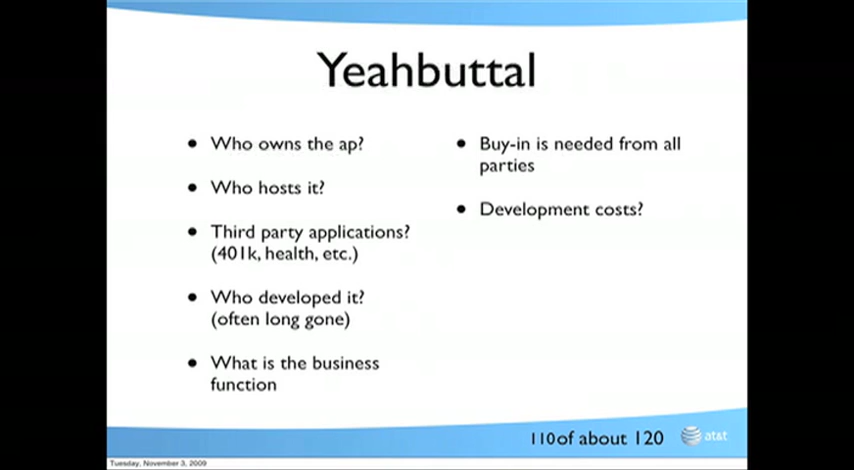 Yeahbuttal
• Who owns the ap?
• Who hosts it?
• Third party applications?
(401k, health, etc.)
• Who developed it?
(often long gone)
• What is the business
function
• Buy-in is needed from all
parties
• Development costs?
110of about 120
at&t
Tuesday, November 3, 2009